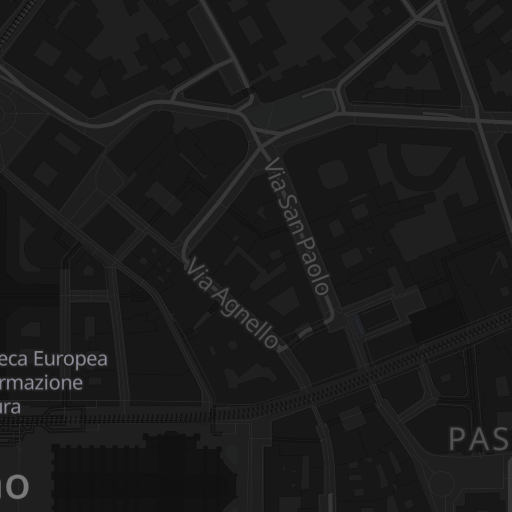 Via San Paolo
Via Agnello
eca Europea
rmazione
ura
PAS
no